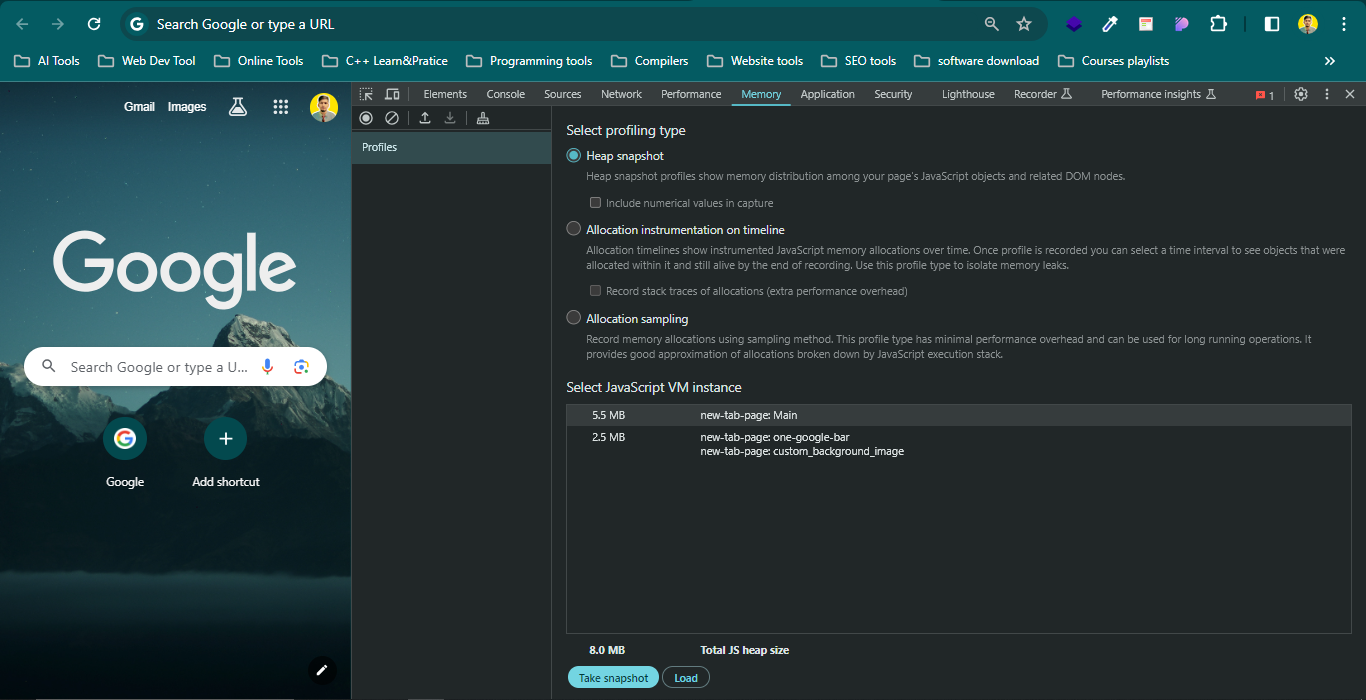 Search Google or type a URL
AI Tools Web Dev Tool Online Tools C++ Learn&Pratice Programming tools Compilers Website tools SEO tools software download Courses playlists
Gmail Images
Elements Console Sources Network Performance Memory Application Security Lighthouse Recorder Performance insights 1
Profiles
Google
Search Google or type a U...
Google Add shortcut
Select profiling type
Heap snapshot
Heap snapshot profiles show memory distribution among your page's JavaScript objects and related DOM nodes.
Include numerical values in capture
Allocation instrumentation on timeline
Allocation timelines show instrumented JavaScript memory allocations over time. Once profile is recorded you can select a time interval to see objects that were
allocated within it and still alive by the end of recording. Use this profile type to isolate memory leaks.
Record stack traces of allocations (extra performance overhead)
Allocation sampling
Record memory allocations using sampling method. This profile type has minimal performance overhead and can be used for long running operations. It
provides good approximation of allocations broken down by JavaScript execution stack.
Select JavaScript VM instance
5.5 MB new-tab-page: Main
2.5 MB new-tab-page: one-google-bar
new-tab-page: custom_background_image
8.0 MB Total JS heap size
Take snapshot Load